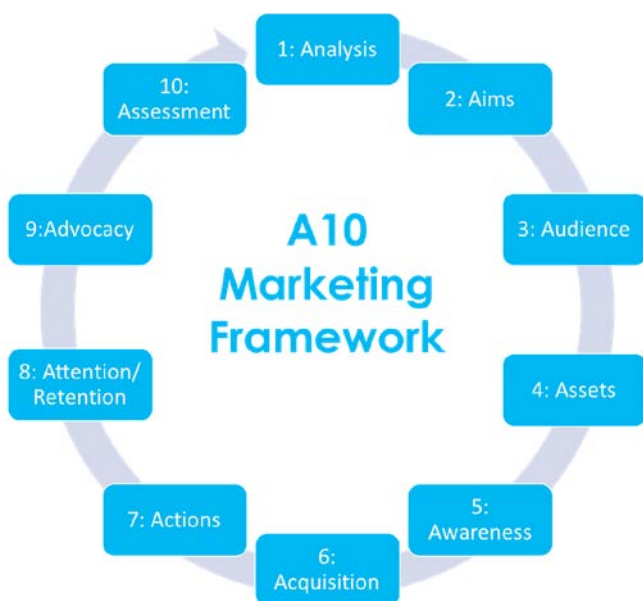 1: Analysis
2: Aims
3: Audience
4: Assets
5:
Awareness
6:
Acquisition
7: Actions
8: Attention/
Retention
9:Advocacy
10:
Assessment
A10
Marketing
Framework